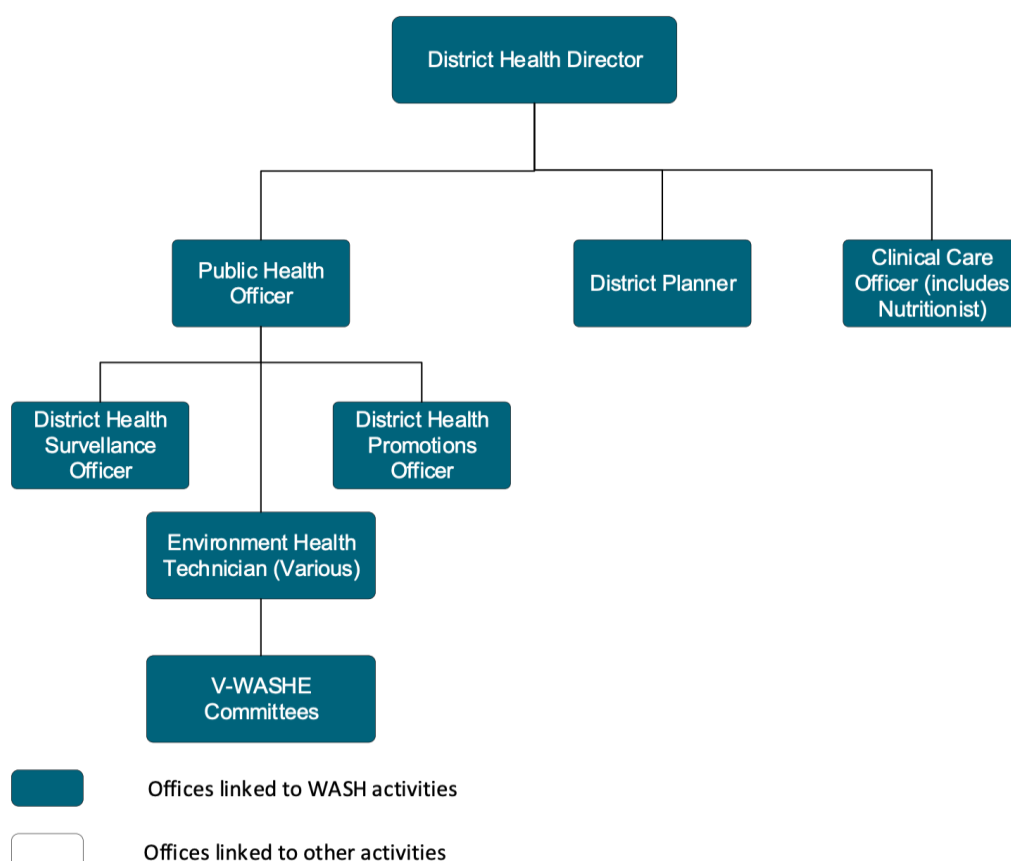 District Health Director
Public Health
Officer
District Planner
Clinical Care
Officer (includes
Nutritionist)
District Health
Survellance
Officer
District Health
Promotions
Officer
Environment Health
Technician (Various)
V-WASHE
Committees
Offices linked to WASH activities
Offices linked to other activities